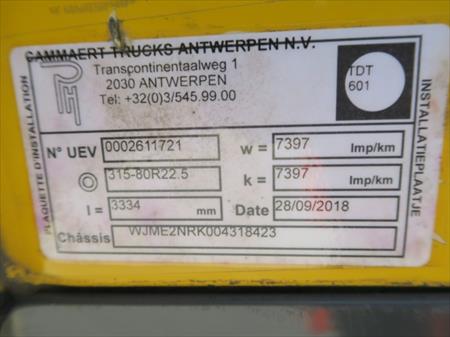 CAMMAERT TRUCKS ANTWERPEN N.V.
Transcontinentaalweg 1
2030 ANTWERPEN
Tel: +32(0)3/545.99.00
TDT
601
PLAQUETTE D'INSTALLATION
INSTALLATIEPLAATJE
N° UEV 0002611721 w = 7397 Imp/km
315-80R22.5 k = 7397 Imp/km
l = 3334 mm Date 28/09/2018
Châssis WJME2NRK004318423